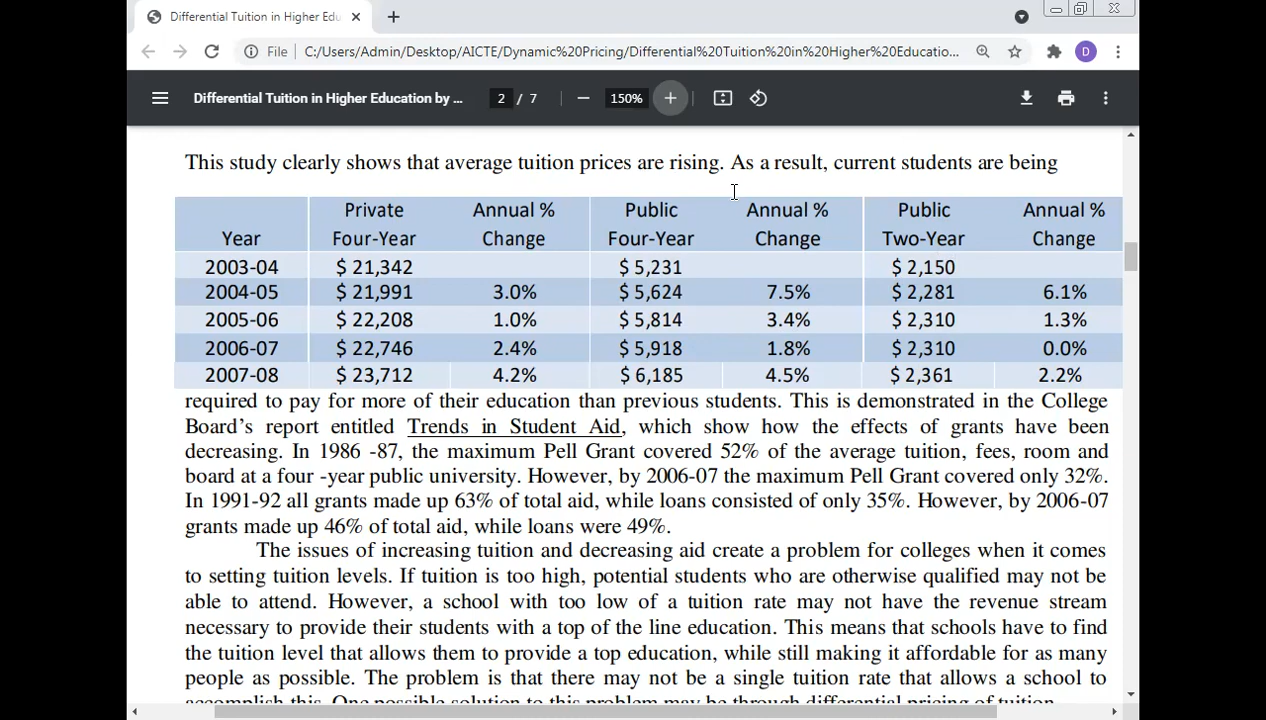 Differential Tuition in Higher Edu
File C:/Users/Admin/Desktop/AICTE/Dynamic%20Pricing/Differential%20Tuition%20in%20Higher%20Educatio...
D
Differential Tuition in Higher Education by ... 2 / 7 150%
This study clearly shows that average tuition prices are rising. As a result, current students are being
Private Annual % Public Annual % Public Annual %
Year Four-Year Change Four-Year Change Two-Year Change
2003-04 $ 21,342 $ 5,231 $ 2,150
2004-05 $ 21,991 3.0% $ 5,624 7.5% $ 2,281 6.1%
2005-06 $ 22,208 1.0% $ 5,814 3.4% $ 2,310 1.3%
2006-07 $ 22,746 2.4% $ 5,918 1.8% $ 2,310 0.0%
2007-08 $ 23,712 4.2% $ 6,185 4.5% $ 2,361 2.2%
required to pay for more of their education than previous students. This is demonstrated in the College
Board's report entitled Trends in Student Aid, which show how the effects of grants have been
decreasing. In 1986 -87, the maximum Pell Grant covered 52% of the average tuition, fees, room and
board at a four -year public university. However, by 2006-07 the maximum Pell Grant covered only 32%.
In 1991-92 all grants made up 63% of total aid, while loans consisted of only 35%. However, by 2006-07
grants made up 46% of total aid, while loans were 49%.
The issues of increasing tuition and decreasing aid create a problem for colleges when it comes
to setting tuition levels. If tuition is too high, potential students who are otherwise qualified may not be
able to attend. However, a school with too low of a tuition rate may not have the revenue stream
necessary to provide their students with a top of the line education. This means that schools have to find
the tuition level that allows them to provide a top education, while still making it affordable for as many
people as possible. The problem is that there may not be a single tuition rate that allows a school to
accomplish this. One possible solution to this problem may be through differential pricing of tuition.